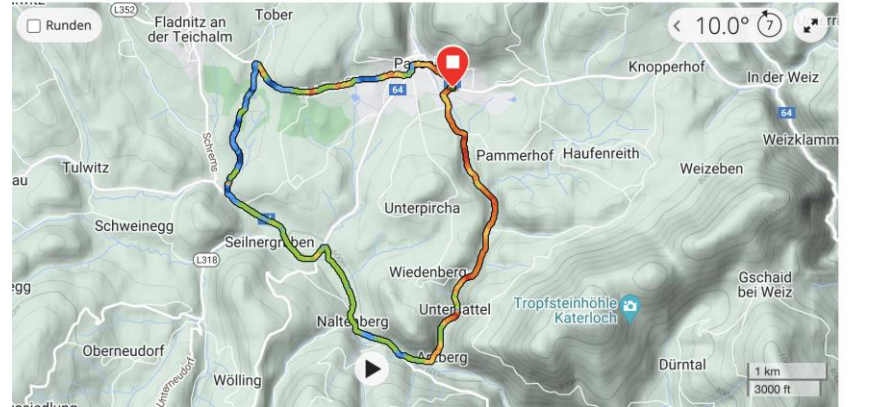 L352
Tober
Runden
Fladnitz an
der Teichalm
10.0°
7
Knopperhof
In der Weiz
64
64
Weizklamm
Schrems
Pammerhof
Haufenreith
Weizeben
Tulwitz
au
Unterpircha
Schweinegg
Seilnergraben
L318
Wiedenberg
Gschaid
bei Weiz
Tropfsteinhöhle
Katerloch
Naltenberg
Oberneudorf
Unterneudorf
Wölling
Dürntal
1 km
3000 ft